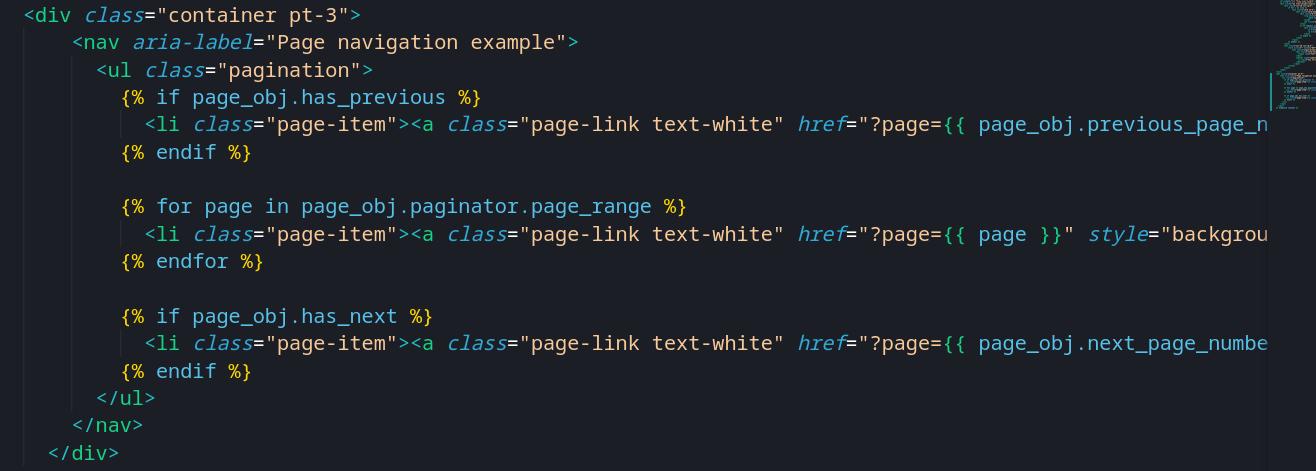 <div class="container pt-3">
<nav aria-label="Page navigation example">
<ul class="pagination">
{% if page_obj.has_previous %}
<li class="page-item"><a class="page-link text-white" href="?page={{ page_obj.previous_page_n
{% endif %}
{% for page in page_obj.paginator.page_range %}
<li class="page-item"><a class="page-link text-white" href="?page={{ page }}" style="backgrou
{% endfor %}
{% if page_obj.has_next %}
<li class="page-item"><a class="page-link text-white" href="?page={{ page_obj.next_page_numbe
{% endif %}
</ul>
</nav>
</div>